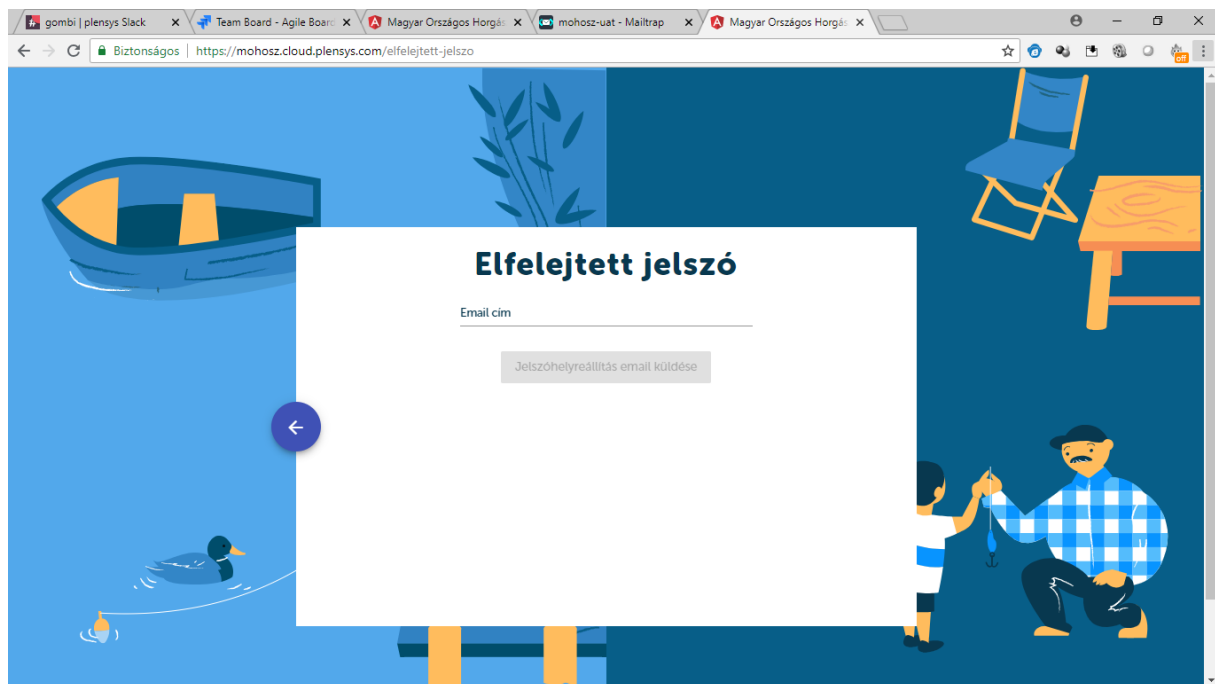 gombi | plensys Slack
Team Board - Agile Board
Magyar Országos Horgás
mohosz-uat - Mailtrap
Magyar Országos Horgás
Biztonságos | https://mohosz.cloud.plensys.com/elfelejtett-jelszo
off
Elfelejtett jelszó
Email cím
Jelszóhelyreállítás email küldése